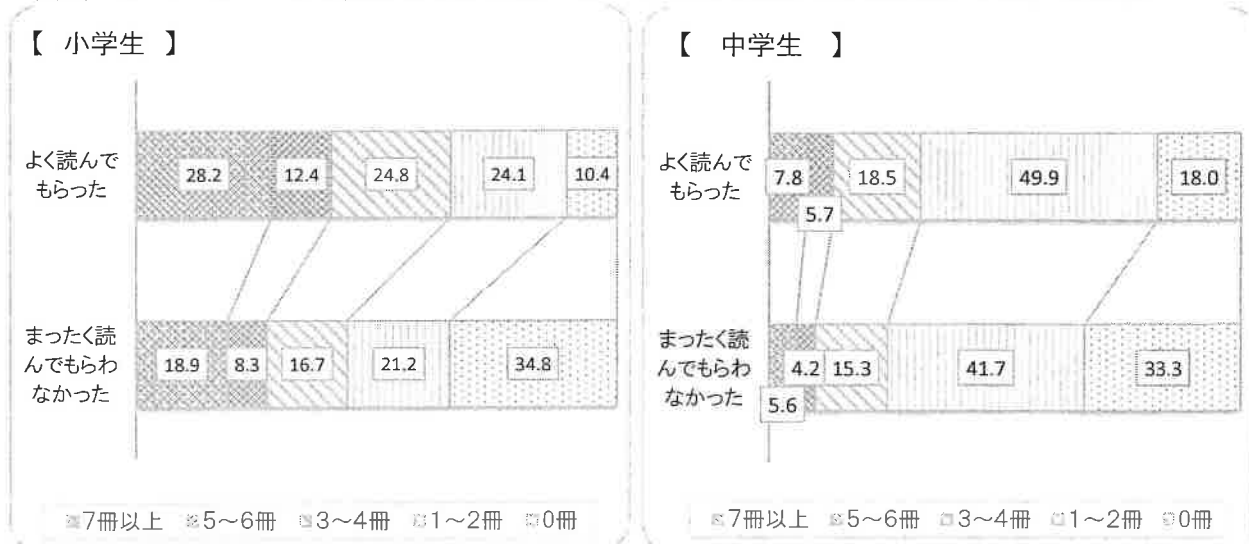 【 小学生 】
よく読んで
もらった
28.2
12.4
24.8
24.1
10.4
まったく読
んでもらわ
なかった
18.9
8.3
16.7
21.2
34.8
7冊以上 5～6冊 3～4冊 1～2冊 0冊
【 中学生 】
よく読んで
もらった
7.8
5.7
18.5
49.9
18.0
まったく読
んでもらわ
なかった
5.6
4.2
15.3
41.7
33.3
7冊以上 5～6冊 3～4冊 1～2冊 0冊